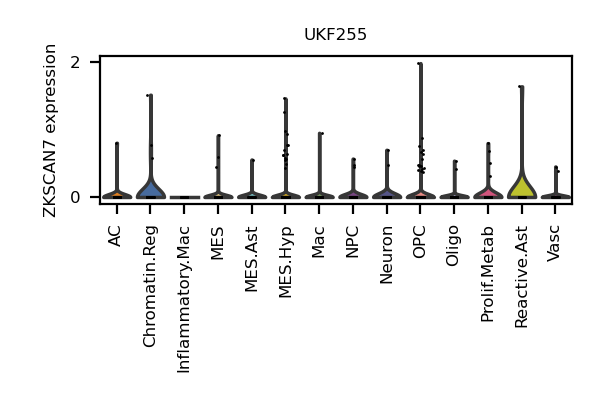 UKF255
ZKSCAN7 expression
2
0
AC
Chromatin.Reg
Inflammatory.Mac
MES
MES.Ast
MES.Hyp
Mac
NPC
Neuron
OPC
Oligo
Prolif.Metab
Reactive.Ast
Vasc